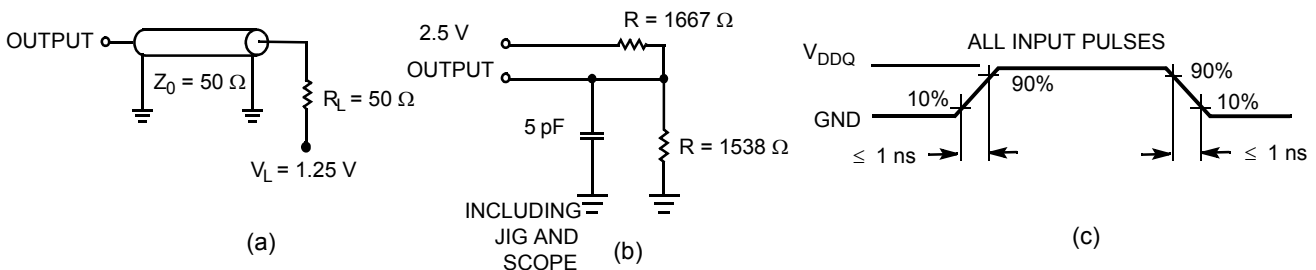 OUTPUT
Z0 = 50 Ω
RL = 50 Ω
VL = 1.25 V
(a)
R = 1667 Ω
2.5 V
OUTPUT
5 pF
R = 1538 Ω
INCLUDING
JIG AND
SCOPE
(b)
ALL INPUT PULSES
VDDQ
GND
10%
90%
90%
10%
≤ 1 ns
≤ 1 ns
(c)